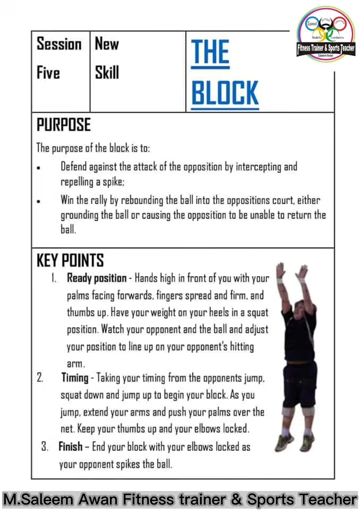 Fitness Trainer & Sports Teacher
Session Five
New Skill
THE BLOCK
PURPOSE
The purpose of the block is to:
• Defend against the attack of the opposition by intercepting and
repelling a spike;
• Win the rally by rebounding the ball into the oppositions court, either
grounding the ball or causing the opposition to be unable to return the
ball.
KEY POINTS
1. Ready position - Hands high in front of you with your
palms facing forwards, fingers spread and firm, and
thumbs up. Have your weight on your heels in a squat
position. Watch your opponent and the ball and adjust
your position to line up on your opponent's hitting
arm.
2. Timing - Taking your timing from the opponents jump,
squat down and jump up to begin your block. As you
jump, extend your arms and push your palms over the
net. Keep your thumbs up and your elbows locked.
3. Finish – End your block with your elbows locked as
your opponent spikes the ball.
M.Saleem Awan Fitness trainer & Sports Teacher